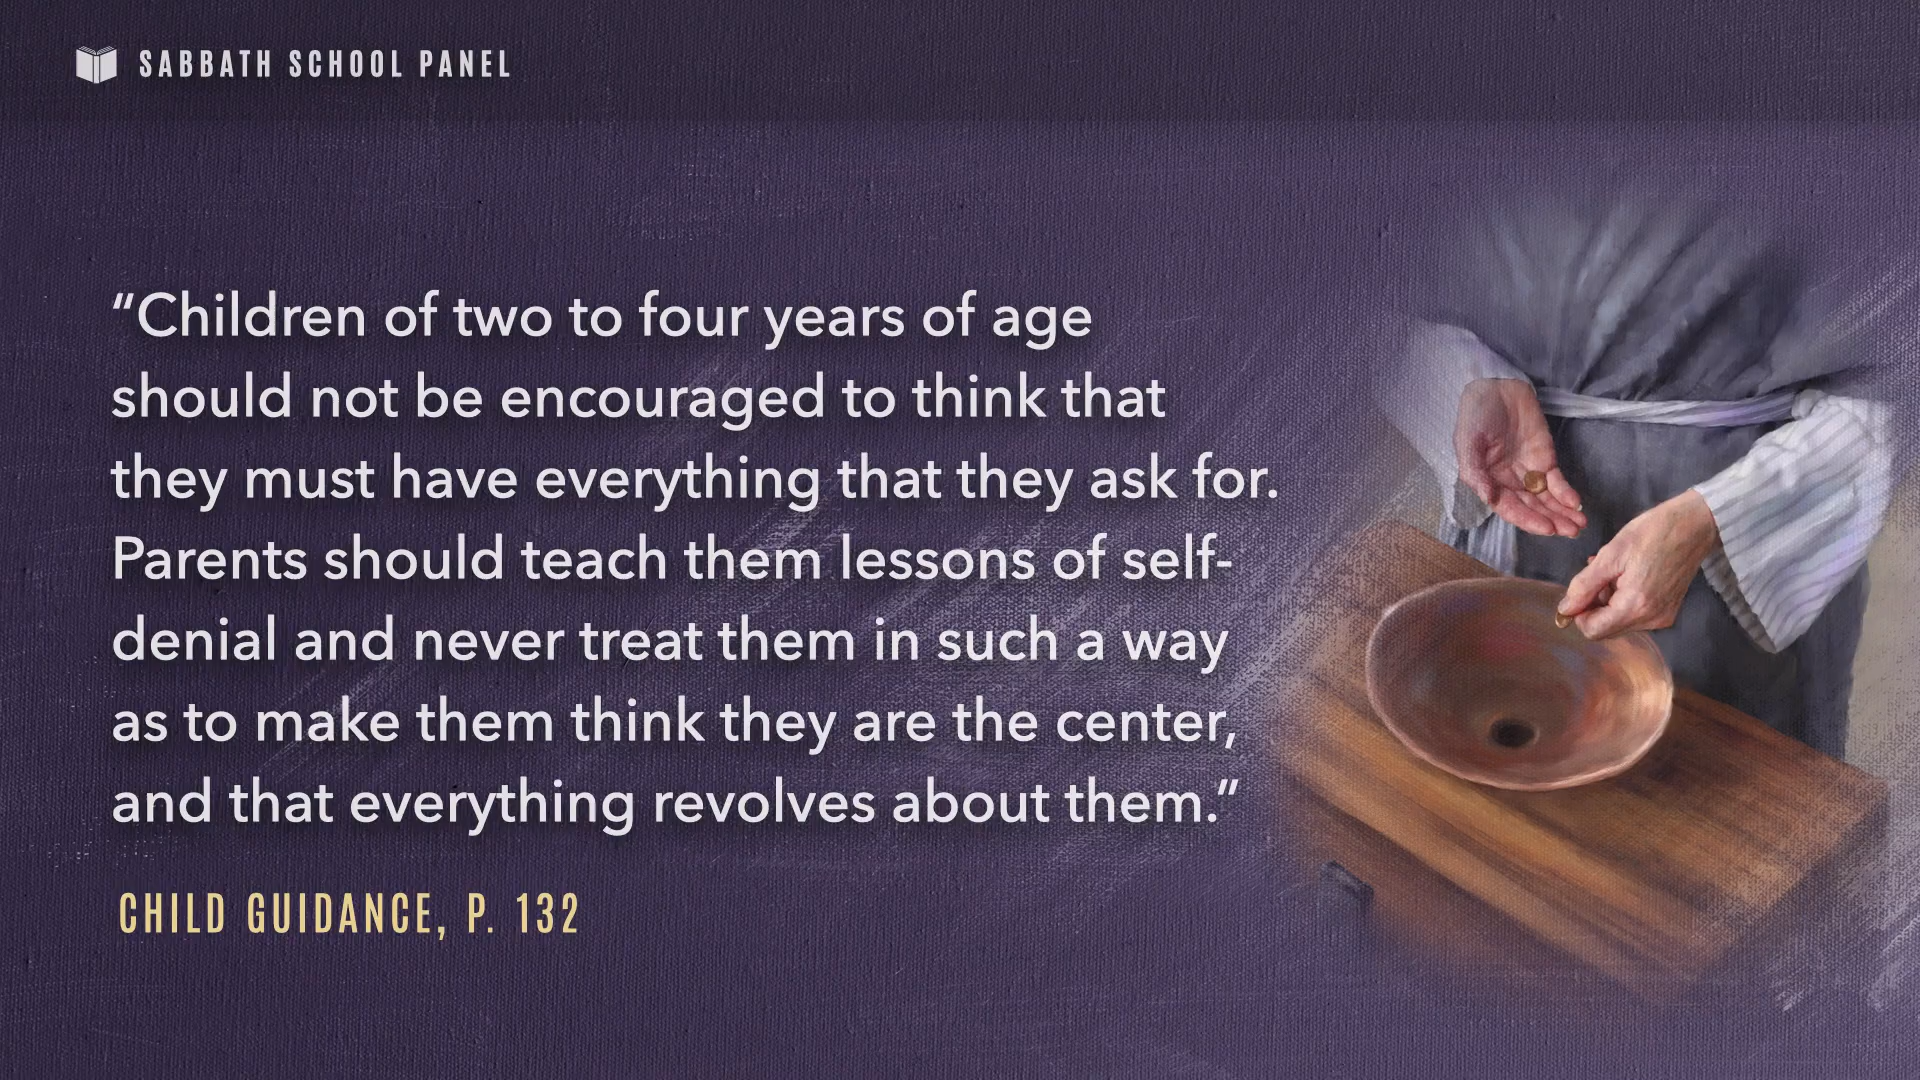 SABBATH SCHOOL PANEL
“Children of two to four years of age
should not be encouraged to think that
they must have everything that they ask for.
Parents should teach them lessons of self-
denial and never treat them in such a way
as to make them think they are the center,
and that everything revolves about them.”
CHILD GUIDANCE, P. 132